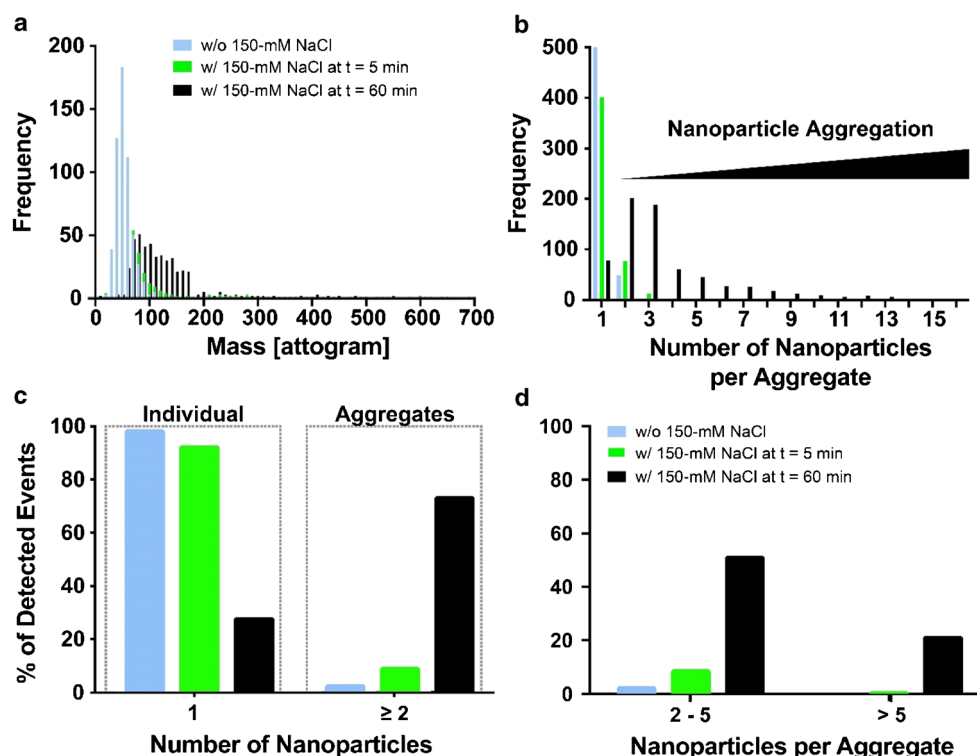 a
200
150
100
50
0
Frequency
w/o 150-mM NaCl
w/ 150-mM NaCl at t = 5 min
w/ 150-mM NaCl at t = 60 min
0 100 200 300 400 500 600 700
Mass [attogram]
b
500
400
300
200
100
0
Frequency
Nanoparticle Aggregation
1 3 5 7 9 11 13 15
Number of Nanoparticles
per Aggregate
c
100
80
60
40
20
0
% of Detected Events
Individual Aggregates
1 ≥ 2
Number of Nanoparticles
d
100
80
60
40
20
0
w/o 150-mM NaCl
w/ 150-mM NaCl at t = 5 min
w/ 150-mM NaCl at t = 60 min
2 - 5 > 5
Nanoparticles per Aggregate